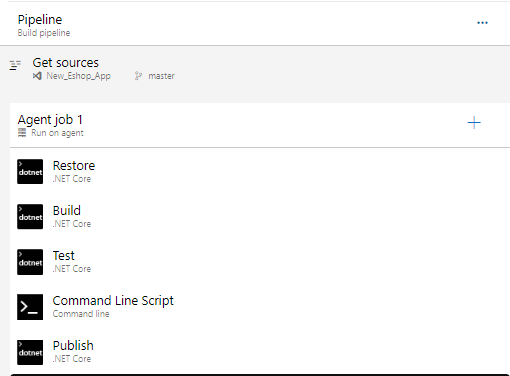 Pipeline
Build pipeline
Get sources
New_Eshop_App
master
Agent job 1
Run on agent
dotnet
Restore
.NET Core
dotnet
Build
.NET Core
dotnet
Test
.NET Core
Command Line Script
Command line
dotnet
Publish
.NET Core